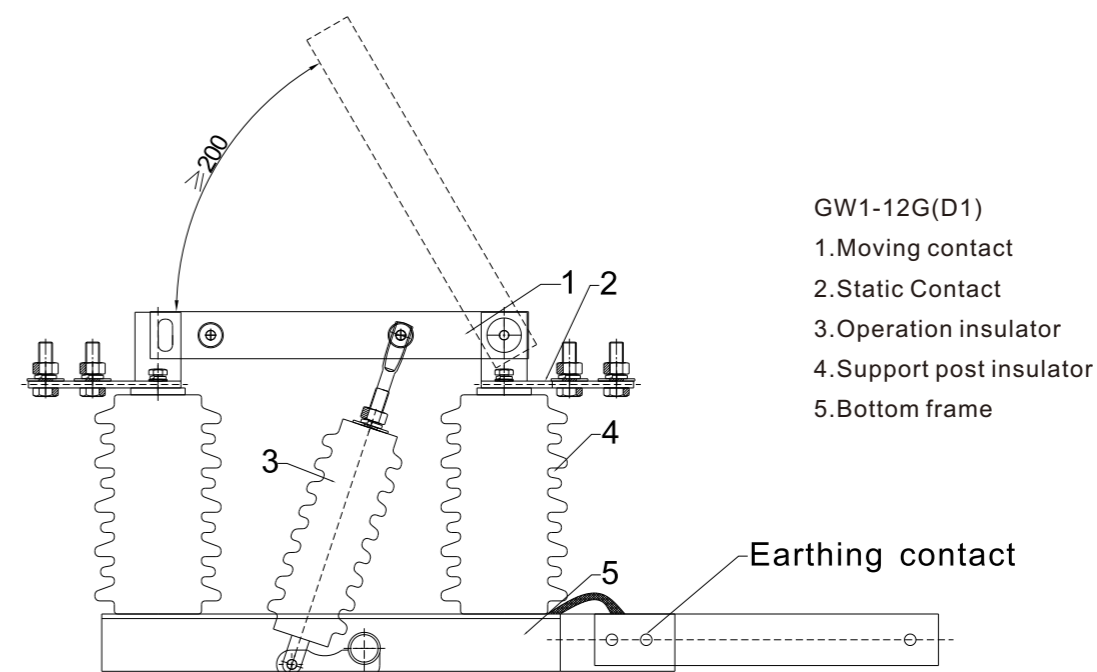 ≥200
1
2
3
4
5
GW1-12G(D1)
1.Moving contact
2.Static Contact
3.Operation insulator
4.Support post insulator
5.Bottom frame
Earthing contact